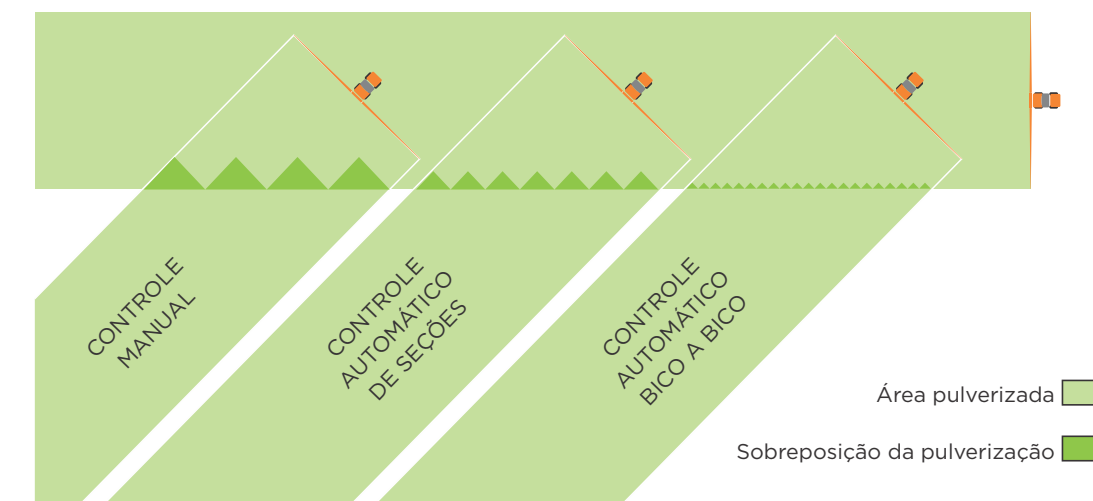 CONTROLE
MANUAL
CONTROLE
AUTOMÁTICO
DE SEÇÕES
CONTROLE
AUTOMÁTICO
BICO A BICO
Área pulverizada
Sobreposição da pulverização